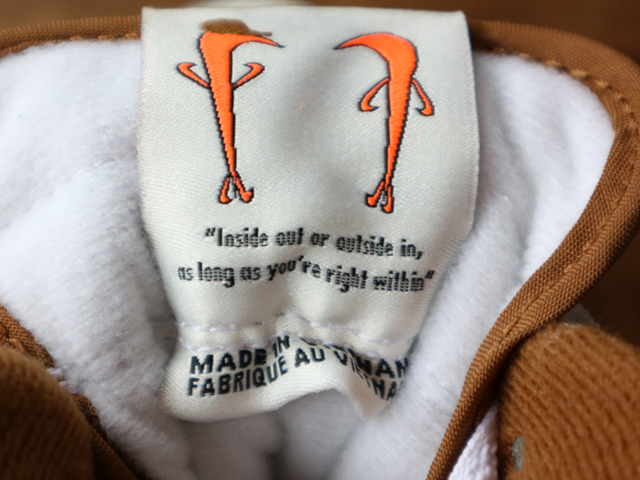 "Inside out or outside in,
as long as you're right within"
MADE IN VIETNAM
FABRIQUE AU VIETNAM